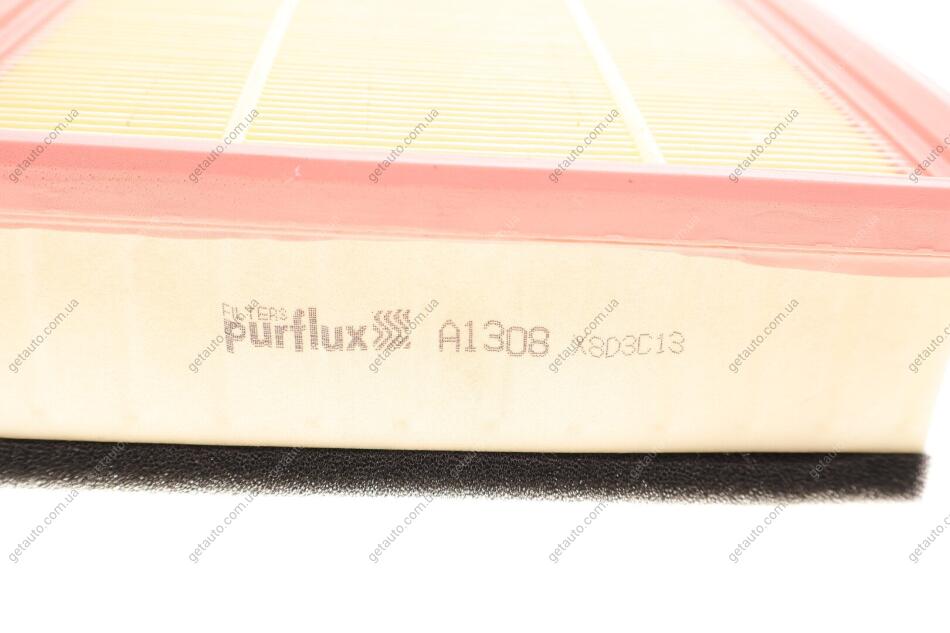 FILTERS
purflux A1308 X8D3C13
getauto.com.ua